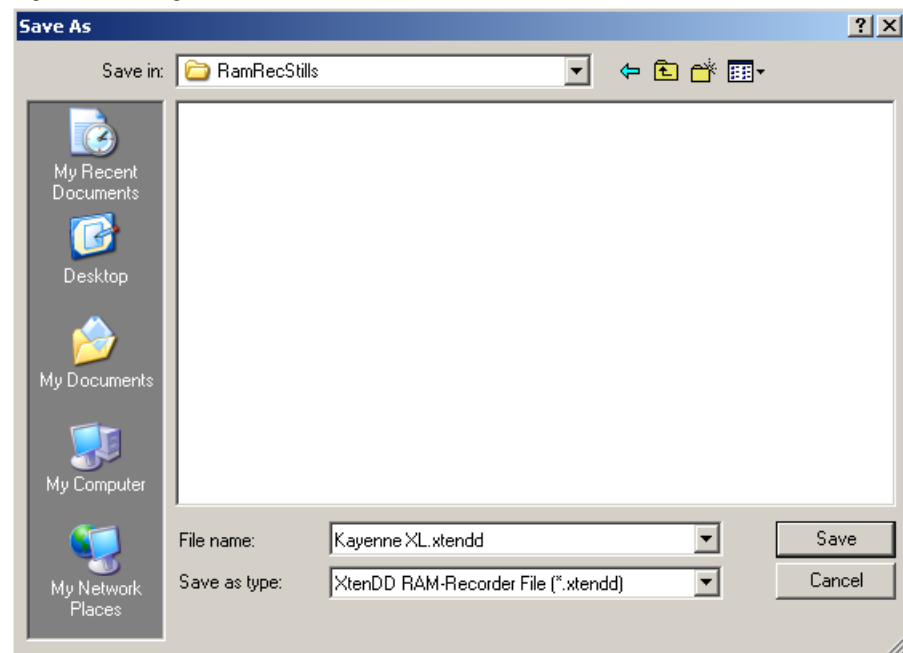 Save As
Save in: RamRecStills
My Recent
Documents
Desktop
My Documents
My Computer
My Network
Places
File name: Kayenne XL.xtendd Save
Save as type: XtenDD RAM-Recorder File (*.xtendd) Cancel